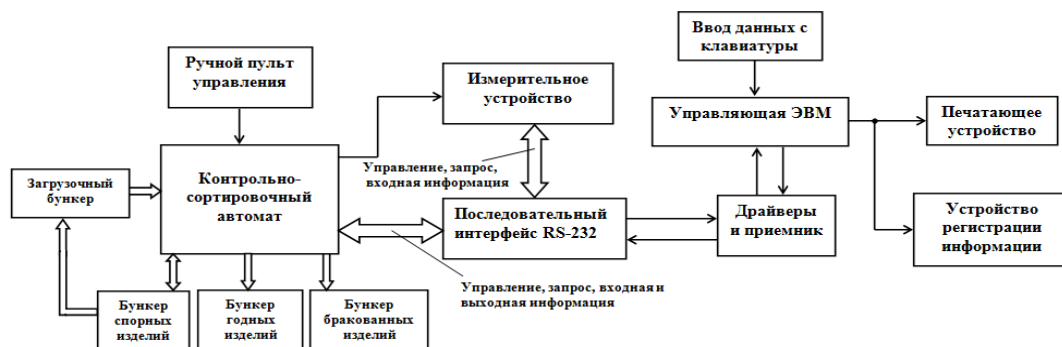 Ввод данных с
клавиатуры
Ручной пульт
управления
Измерительное
устройство
Управляющая ЭВМ
Печатающее
устройство
Управление, запрос,
входная информация
Загрузочный
бункер
Контрольно-
сортировочный
автомат
Последовательный
интерфейс RS-232
Драйверы
и приемник
Устройство
регистрации
информации
Управление, запрос, входная и
выходная информация
Бункер
спорных
изделий
Бункер
годных
изделий
Бункер
бракованных
изделий